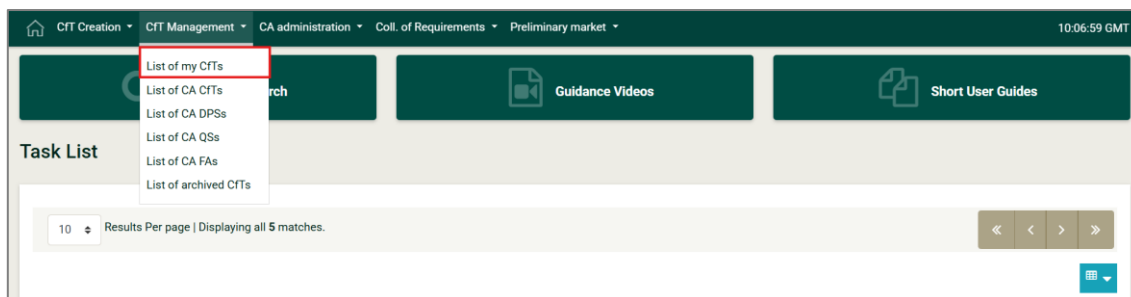 CfT Creation CfT Management CA administration Coll. of Requirements Preliminary market 10:06:59 GMT
List of my CfTs
List of CA CfTs
List of CA DPSs
List of CA QSs
List of CA FAs
List of archived CfTs
rch
Guidance Videos
Short User Guides
Task List
10 Results Per page | Displaying all 5 matches.